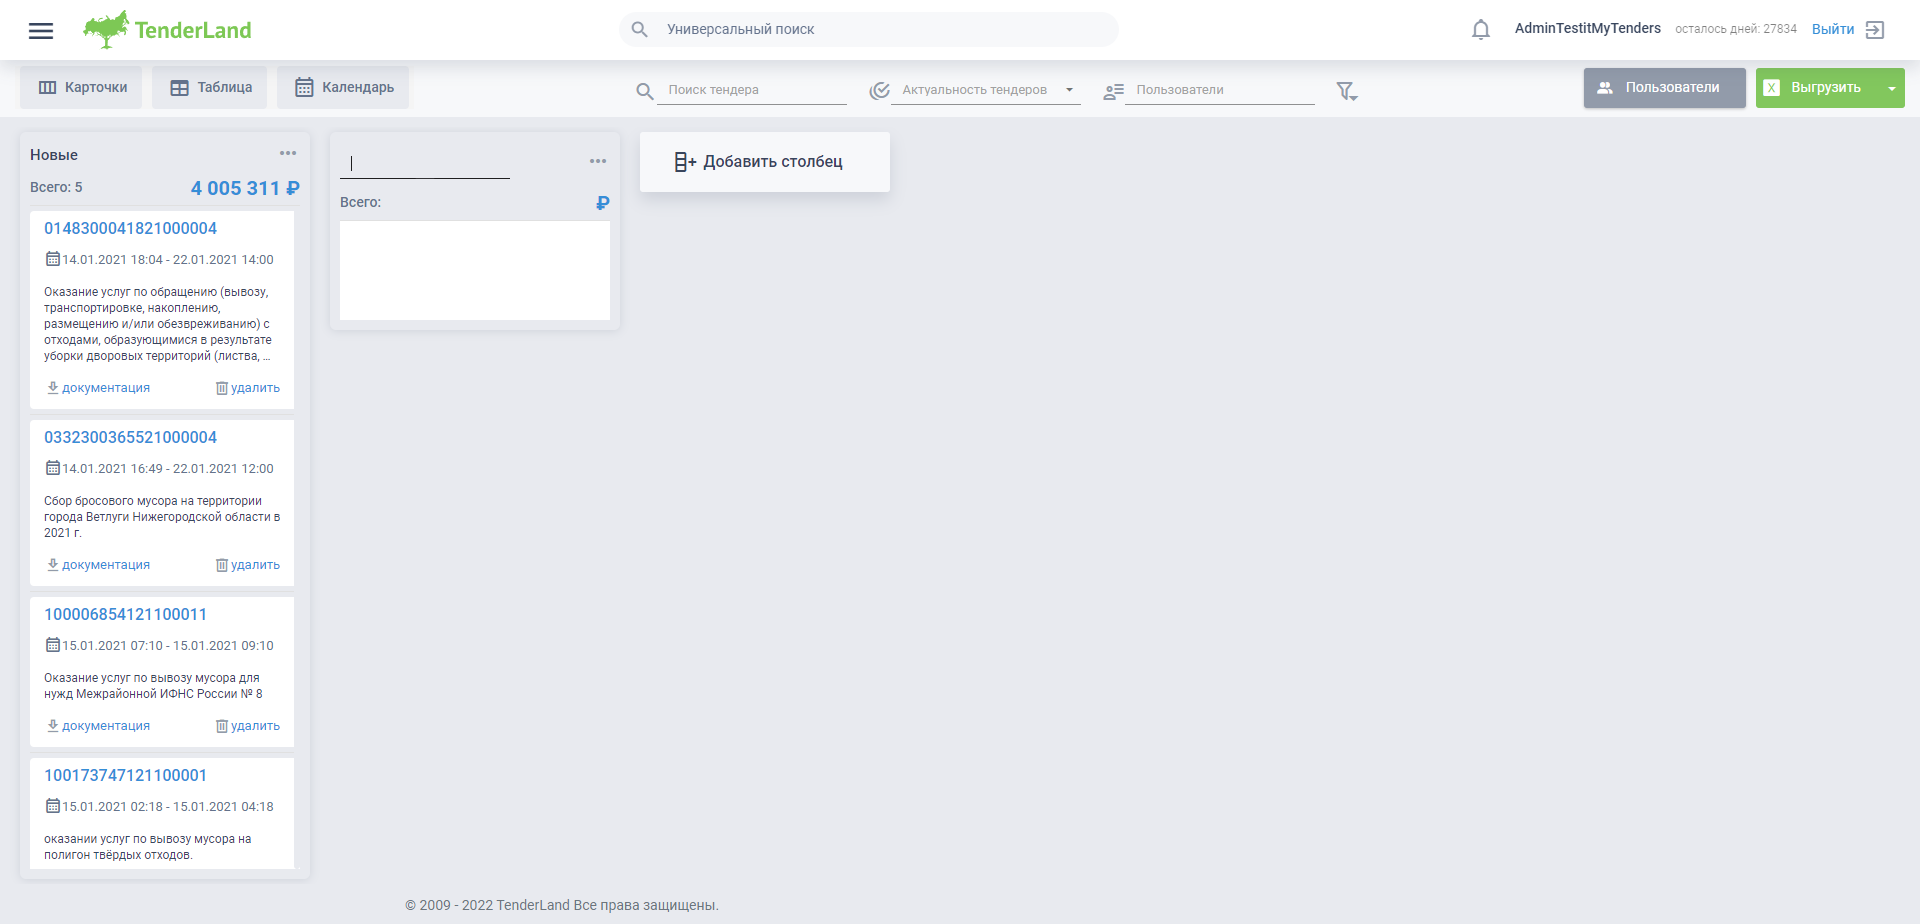 TenderLand
Универсальный поиск
AdminTestitMyTenders
осталось дней: 27834
Выйти
Карточки
Таблица
Календарь
Поиск тендера
Актуальность тендеров
Пользователи
Пользователи
X
Выгрузить
Новые
Всего: 5
4 005 311 ₽
0148300041821000004
14.01.2021 18:04 - 22.01.2021 14:00
Оказание услуг по обращению (вывозу,
транспортировке, накоплению,
размещению и/или обезвреживанию) с
отходами, образующимися в результате
уборки дворовых территорий (листва, ...
документация
удалить
0332300365521000004
14.01.2021 16:49 - 22.01.2021 12:00
Сбор бросового мусора на территории
города Ветлуги Нижегородской области в
2021 г.
документация
удалить
100006854121100011
15.01.2021 07:10 - 15.01.2021 09:10
Оказание услуг по вывозу мусора для
нужд Межрайонной ИФНС России № 8
документация
удалить
100173747121100001
15.01.2021 02:18 - 15.01.2021 04:18
оказании услуг по вывозу мусора на
полигон твёрдых отходов.
Всего:
₽
Добавить столбец
© 2009 - 2022 TenderLand Все права защищены.